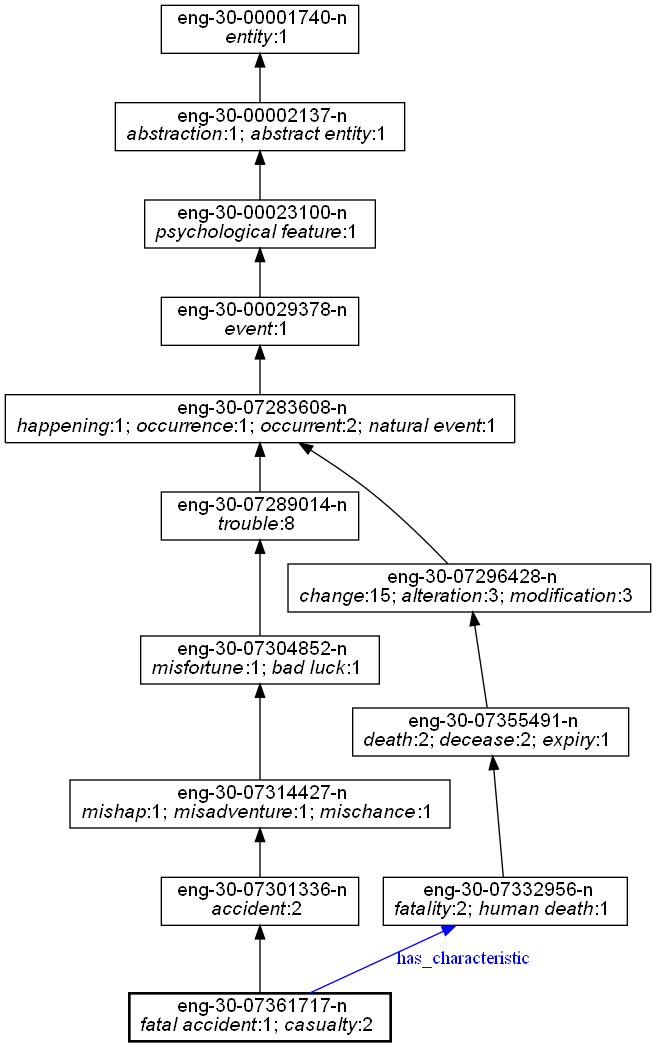 eng-30-00001740-n
entity:1
eng-30-00002137-n
abstraction:1; abstract entity:1
eng-30-00023100-n
psychological feature:1
eng-30-00029378-n
event:1
eng-30-07283608-n
happening:1; occurrence:1; occurrent:2; natural event:1
eng-30-07289014-n
trouble:8
eng-30-07296428-n
change:15; alteration:3; modification:3
eng-30-07304852-n
misfortune:1; bad luck:1
eng-30-07355491-n
death:2; decease:2; expiry:1
eng-30-07314427-n
mishap:1; misadventure:1; mischance:1
eng-30-07301336-n
accident:2
eng-30-07332956-n
fatality:2; human death:1
has_characteristic
eng-30-07361717-n
fatal accident:1; casualty:2